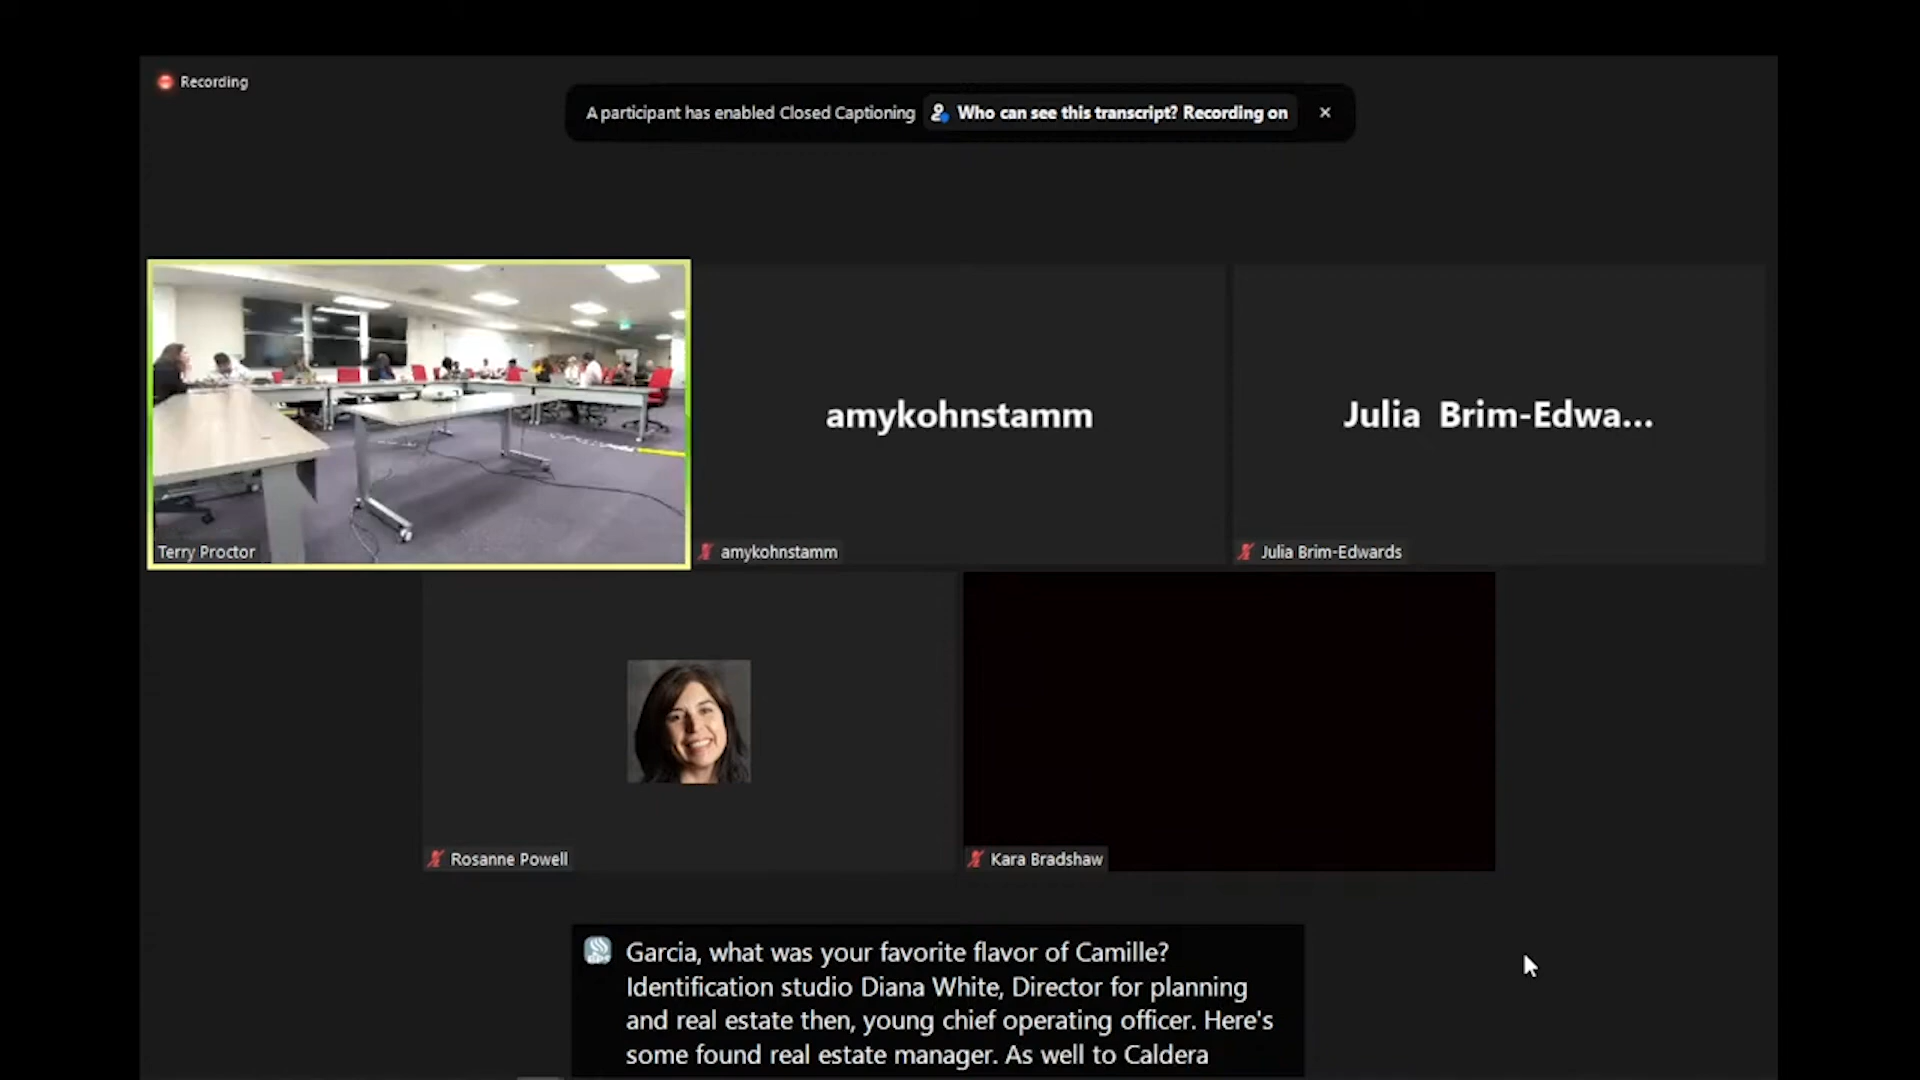 Recording
A participant has enabled Closed Captioning Who can see this transcript? Recording on
Terry Proctor
amykohnstamm
amykohnstamm
Julia Brim-Edwa...
Julia Brim-Edwards
Rosanne Powell
Kara Bradshaw
Garcia, what was your favorite flavor of Camille?
Identification studio Diana White, Director for planning
and real estate then, young chief operating officer. Here's
some found real estate manager. As well to Caldera